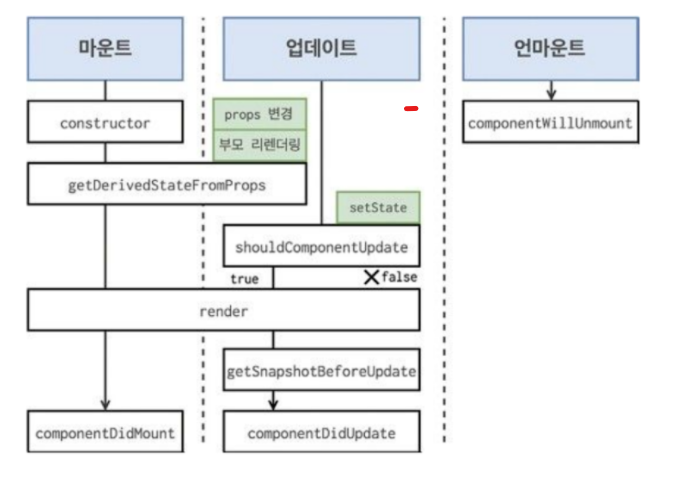 마운트
업데이트
언마운트
constructor
props 변경
부모 리렌더링
componentWillUnmount
getDerivedStateFromProps
setState
shouldComponentUpdate
true
false
render
getSnapshotBeforeUpdate
componentDidMount
componentDidUpdate